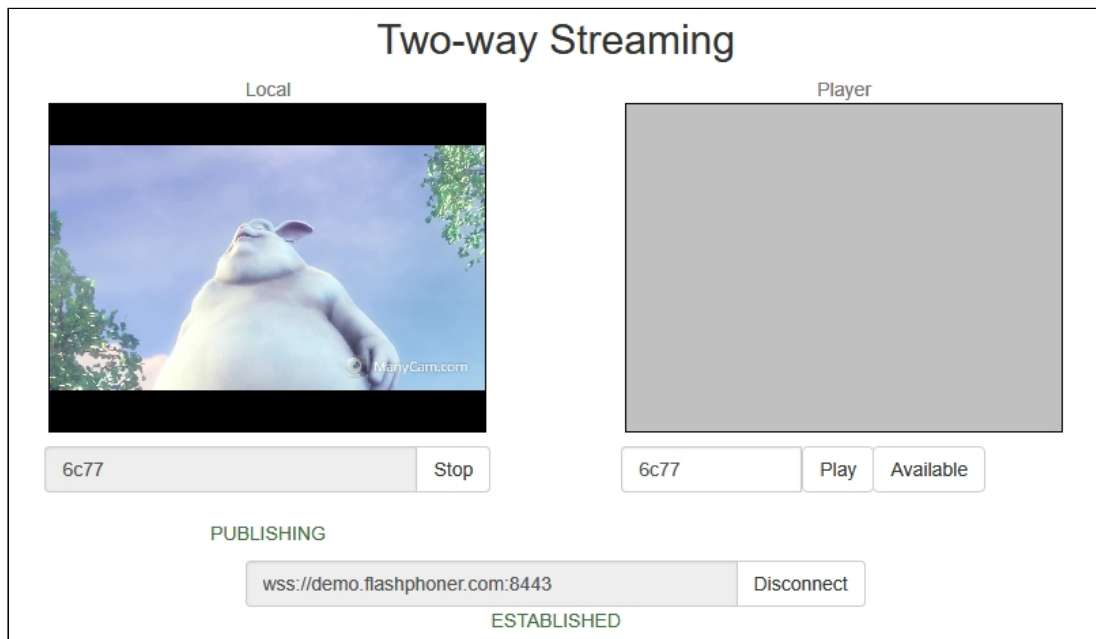 Two-way Streaming
Local
Player
ManyCam.com
6c77
Stop
6c77
Play
Available
PUBLISHING
wss://demo.flashphoner.com:8443
Disconnect
ESTABLISHED